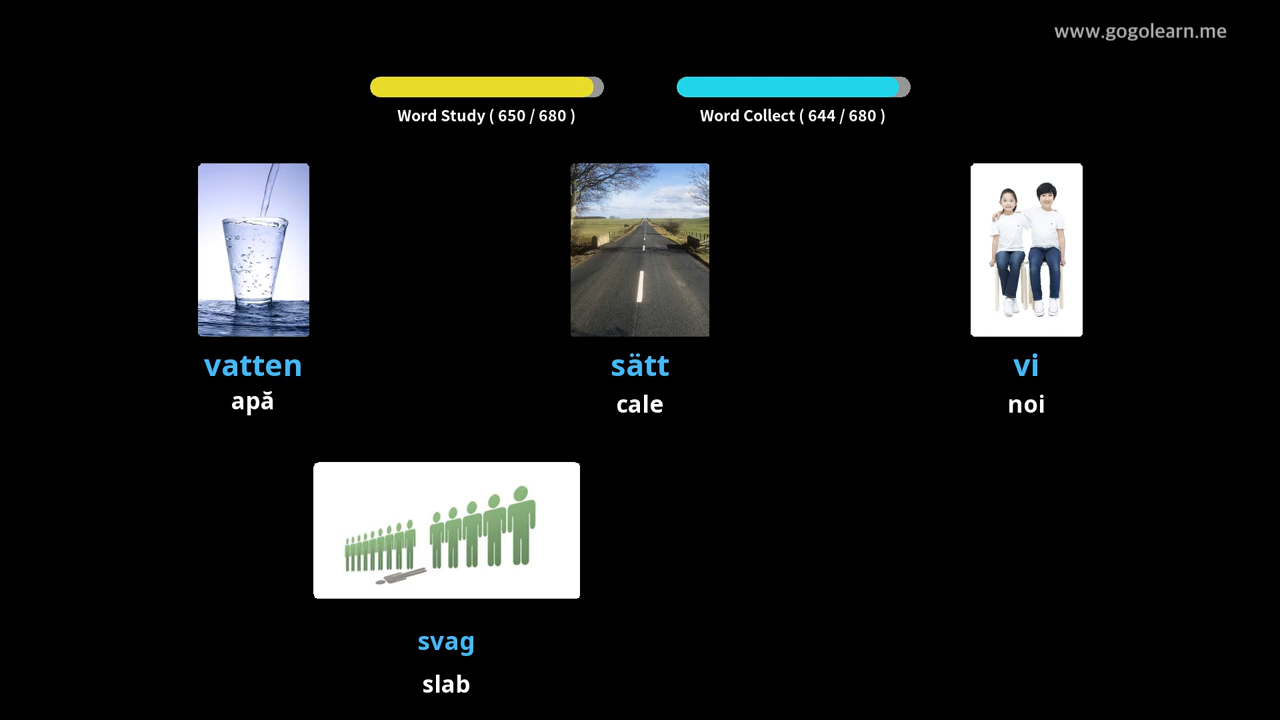 www.gogolearn.me
Word Study ( 650 / 680 )
Word Collect ( 644 / 680 )
vatten
apă
sätt
cale
vi
noi
svag
slab